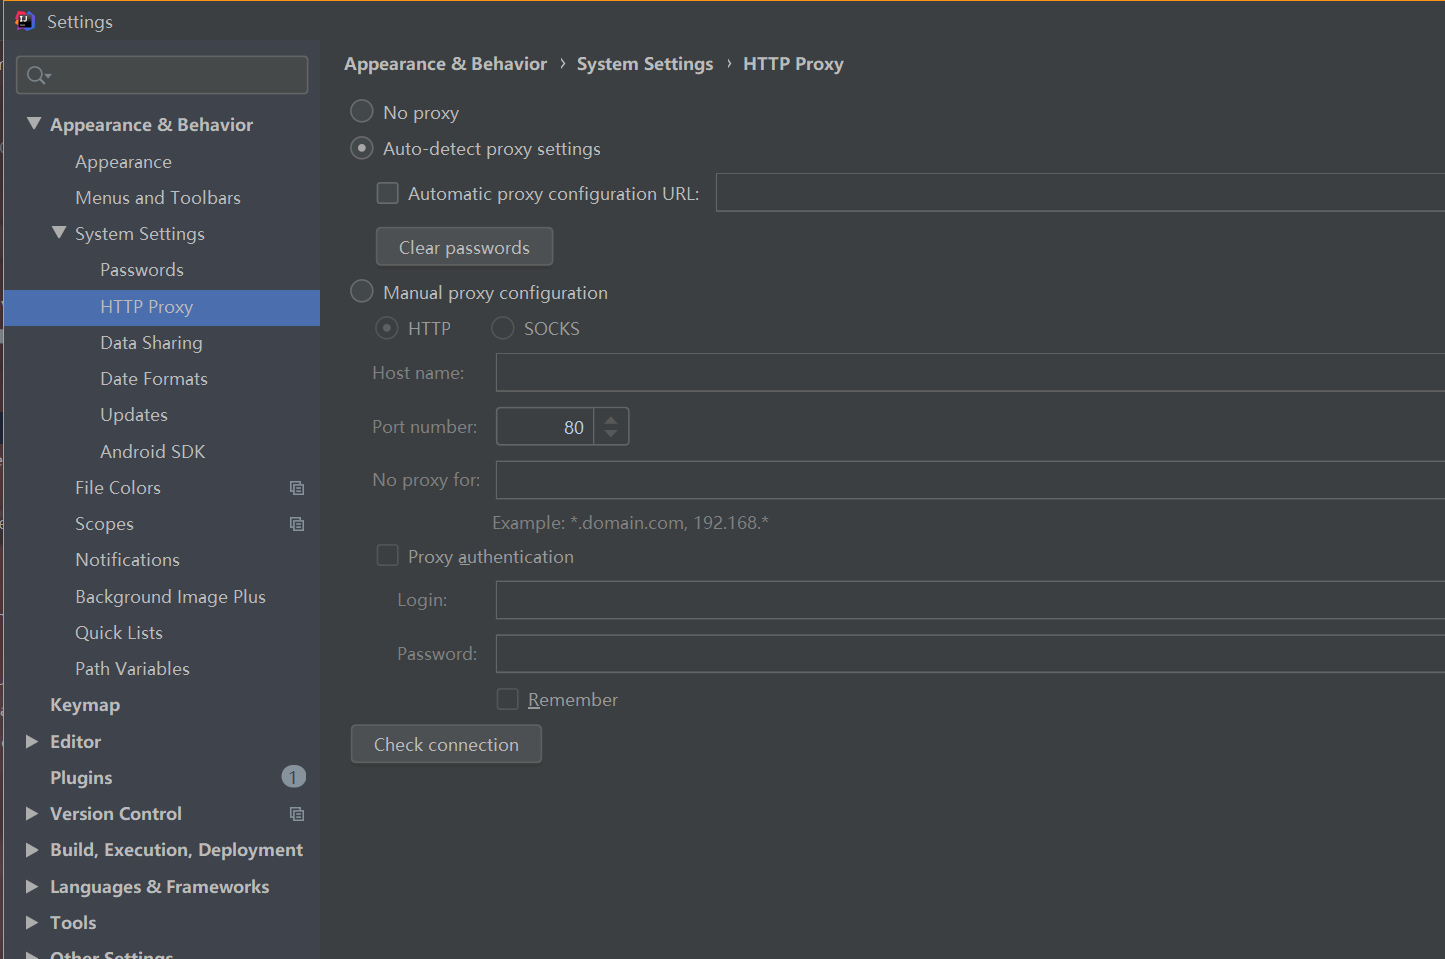 Settings
Appearance & Behavior
Appearance
Menus and Toolbars
System Settings
Passwords
HTTP Proxy
Data Sharing
Date Formats
Updates
Android SDK
File Colors
Scopes
Notifications
Background Image Plus
Quick Lists
Path Variables
Keymap
Editor
Plugins 1
Version Control
Build, Execution, Deployment
Languages & Frameworks
Tools
Other Settings
Appearance & Behavior › System Settings › HTTP Proxy
No proxy
Auto-detect proxy settings
Automatic proxy configuration URL:
Clear passwords
Manual proxy configuration
HTTP SOCKS
Host name:
Port number: 80
No proxy for:
Example: *.domain.com, 192.168.*
Proxy authentication
Login:
Password:
Remember
Check connection